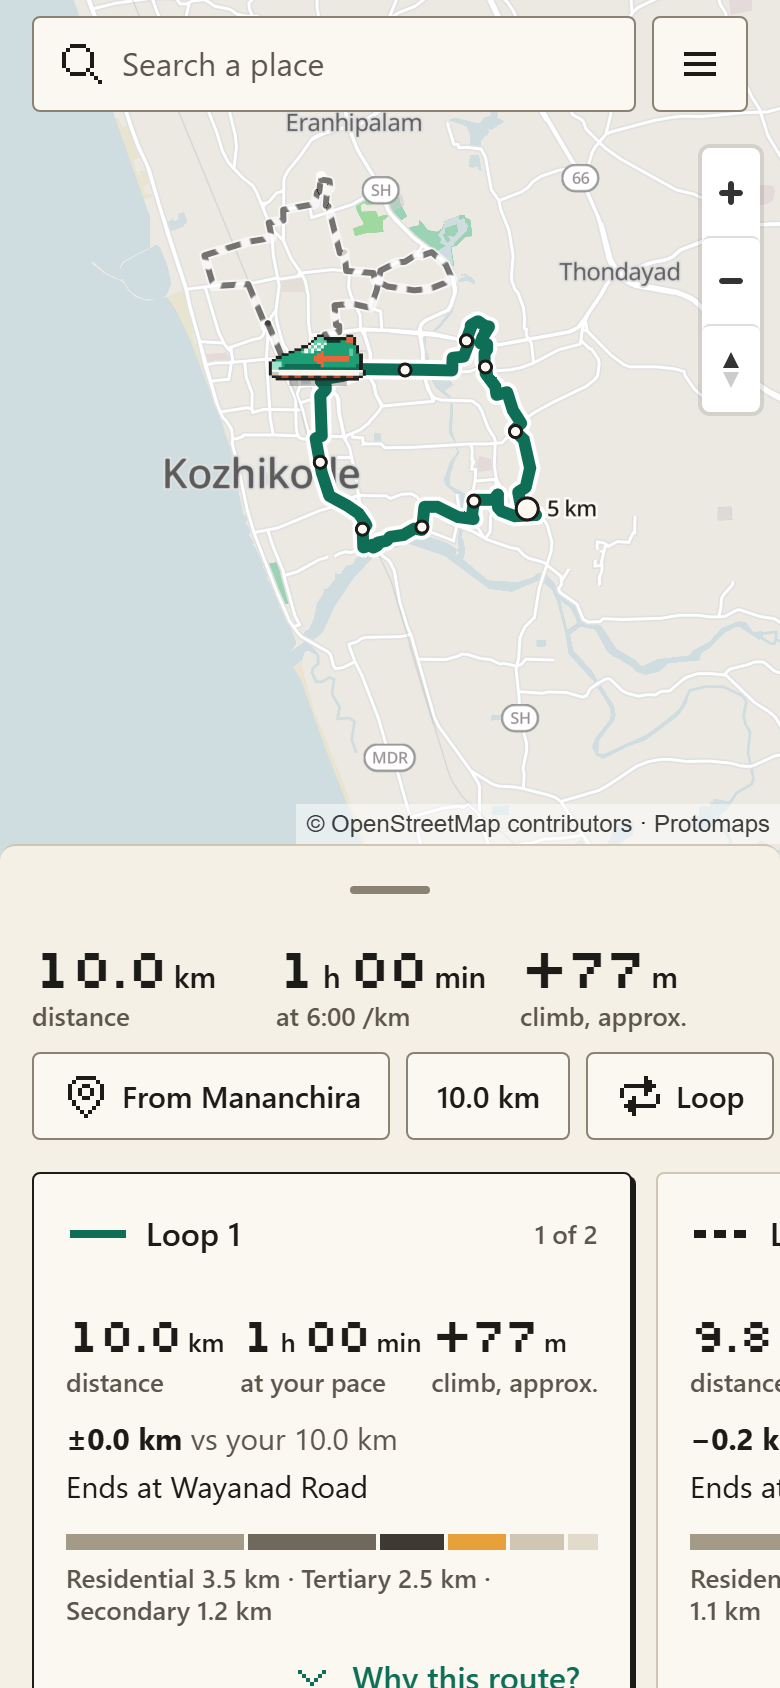 Search a place
Eranhipalam
SH
66
Thondayad
Kozhiko le
5 km
SH
MDR
© OpenStreetMap contributors · Protomaps
10.0 km 1 h 00 min +77 m
distance at 6:00 /km climb, approx.
From Mananchira 10.0 km Loop
Loop 1 1 of 2 L
10.0 km 1 h 00 min +77 m 9.8
distance at your pace climb, approx. distance
±0.0 km vs your 10.0 km −0.2 k
Ends at Wayanad Road Ends at
Residential 3.5 km · Tertiary 2.5 km · Residen
Secondary 1.2 km 1.1 km
Why this route?